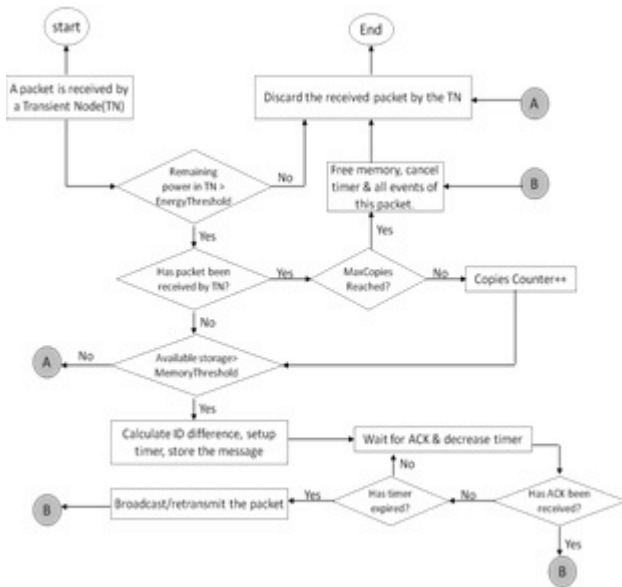 start
End
A packet is received by
a Transient Node(TN)
Discard the received packet by the TN
A
Remaining
power in TN >
EnergyThreshold
No
Free memory, cancel
timer & all events of
this packet.
B
Yes
Yes
Has packet been
received by TN?
Yes
MaxCopies
Reached?
No
Copies Counter++
No
A
No
Available storage>
MemoryThreshold
Yes
Calculate ID difference, setup
timer, store the message
Wait for ACK & decrease timer
No
B
Broadcast/retransmit the packet
Yes
Has timer
expired?
No
Has ACK been
received?
Yes
B